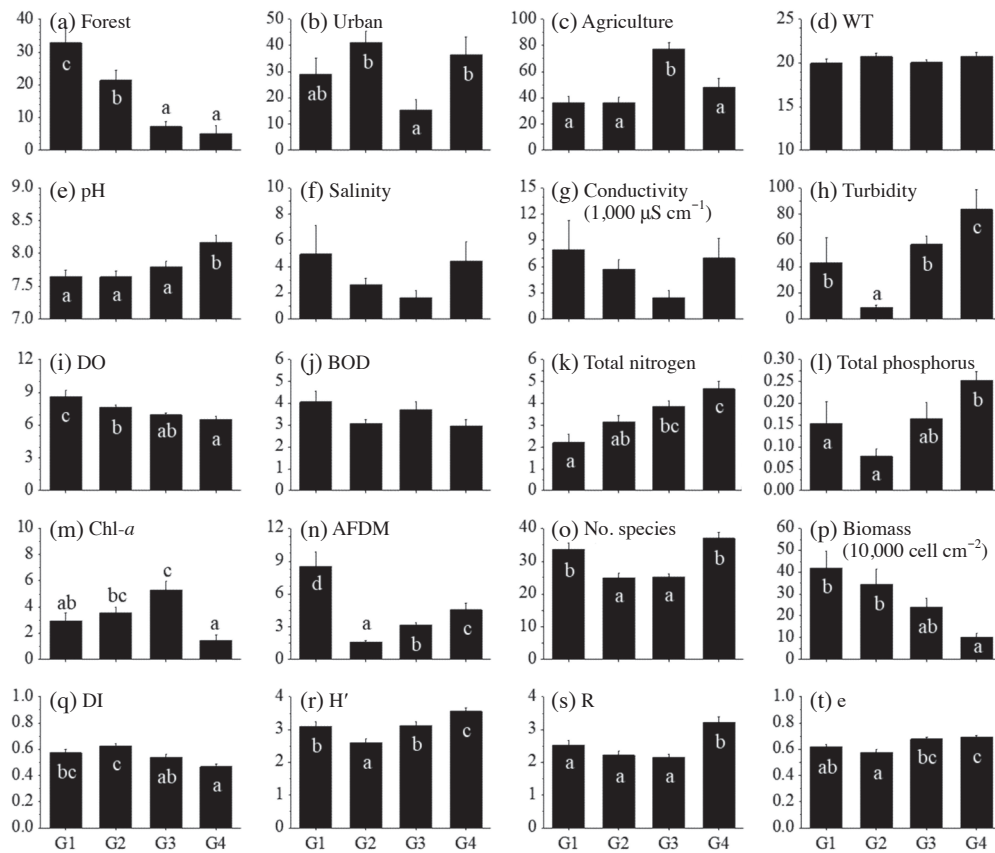 (a) Forest
40
30
20
10
0
c
b
a
a
(b) Urban
50
40
30
20
10
0
ab
b
a
b
(c) Agriculture
100
80
60
40
20
0
a
a
b
a
(d) WT
25
20
15
10
(e) pH
9.0
8.5
8.0
7.5
7.0
a
a
a
b
(f) Salinity
8
6
4
2
0
(g) Conductivity
(1,000 µS cm⁻¹)
15
12
9
6
3
0
(h) Turbidity
100
80
60
40
20
0
b
a
b
c
(i) DO
12
9
6
3
0
c
b
ab
a
(j) BOD
6
5
4
3
2
1
0
(k) Total nitrogen
6
5
4
3
2
1
0
a
ab
bc
c
(l) Total phosphorus
0.30
0.25
0.20
0.15
0.10
0.05
0.00
a
a
ab
b
(m) Chl-a
10
8
6
4
2
0
ab
bc
c
a
(n) AFDM
12
9
6
3
0
d
a
b
c
(o) No. species
40
30
20
10
0
b
a
a
b
(p) Biomass
(10,000 cell cm⁻²)
60
50
40
30
20
10
0
b
b
ab
a
(q) DI
1.0
0.8
0.6
0.4
0.2
0.0
bc
c
ab
a
G1 G2 G3 G4
(r) H′
4
3
2
1
0
b
a
b
c
G1 G2 G3 G4
(s) R
4
3
2
1
0
a
a
a
b
G1 G2 G3 G4
(t) e
1.0
0.8
0.6
0.4
0.2
0.0
ab
a
bc
c
G1 G2 G3 G4